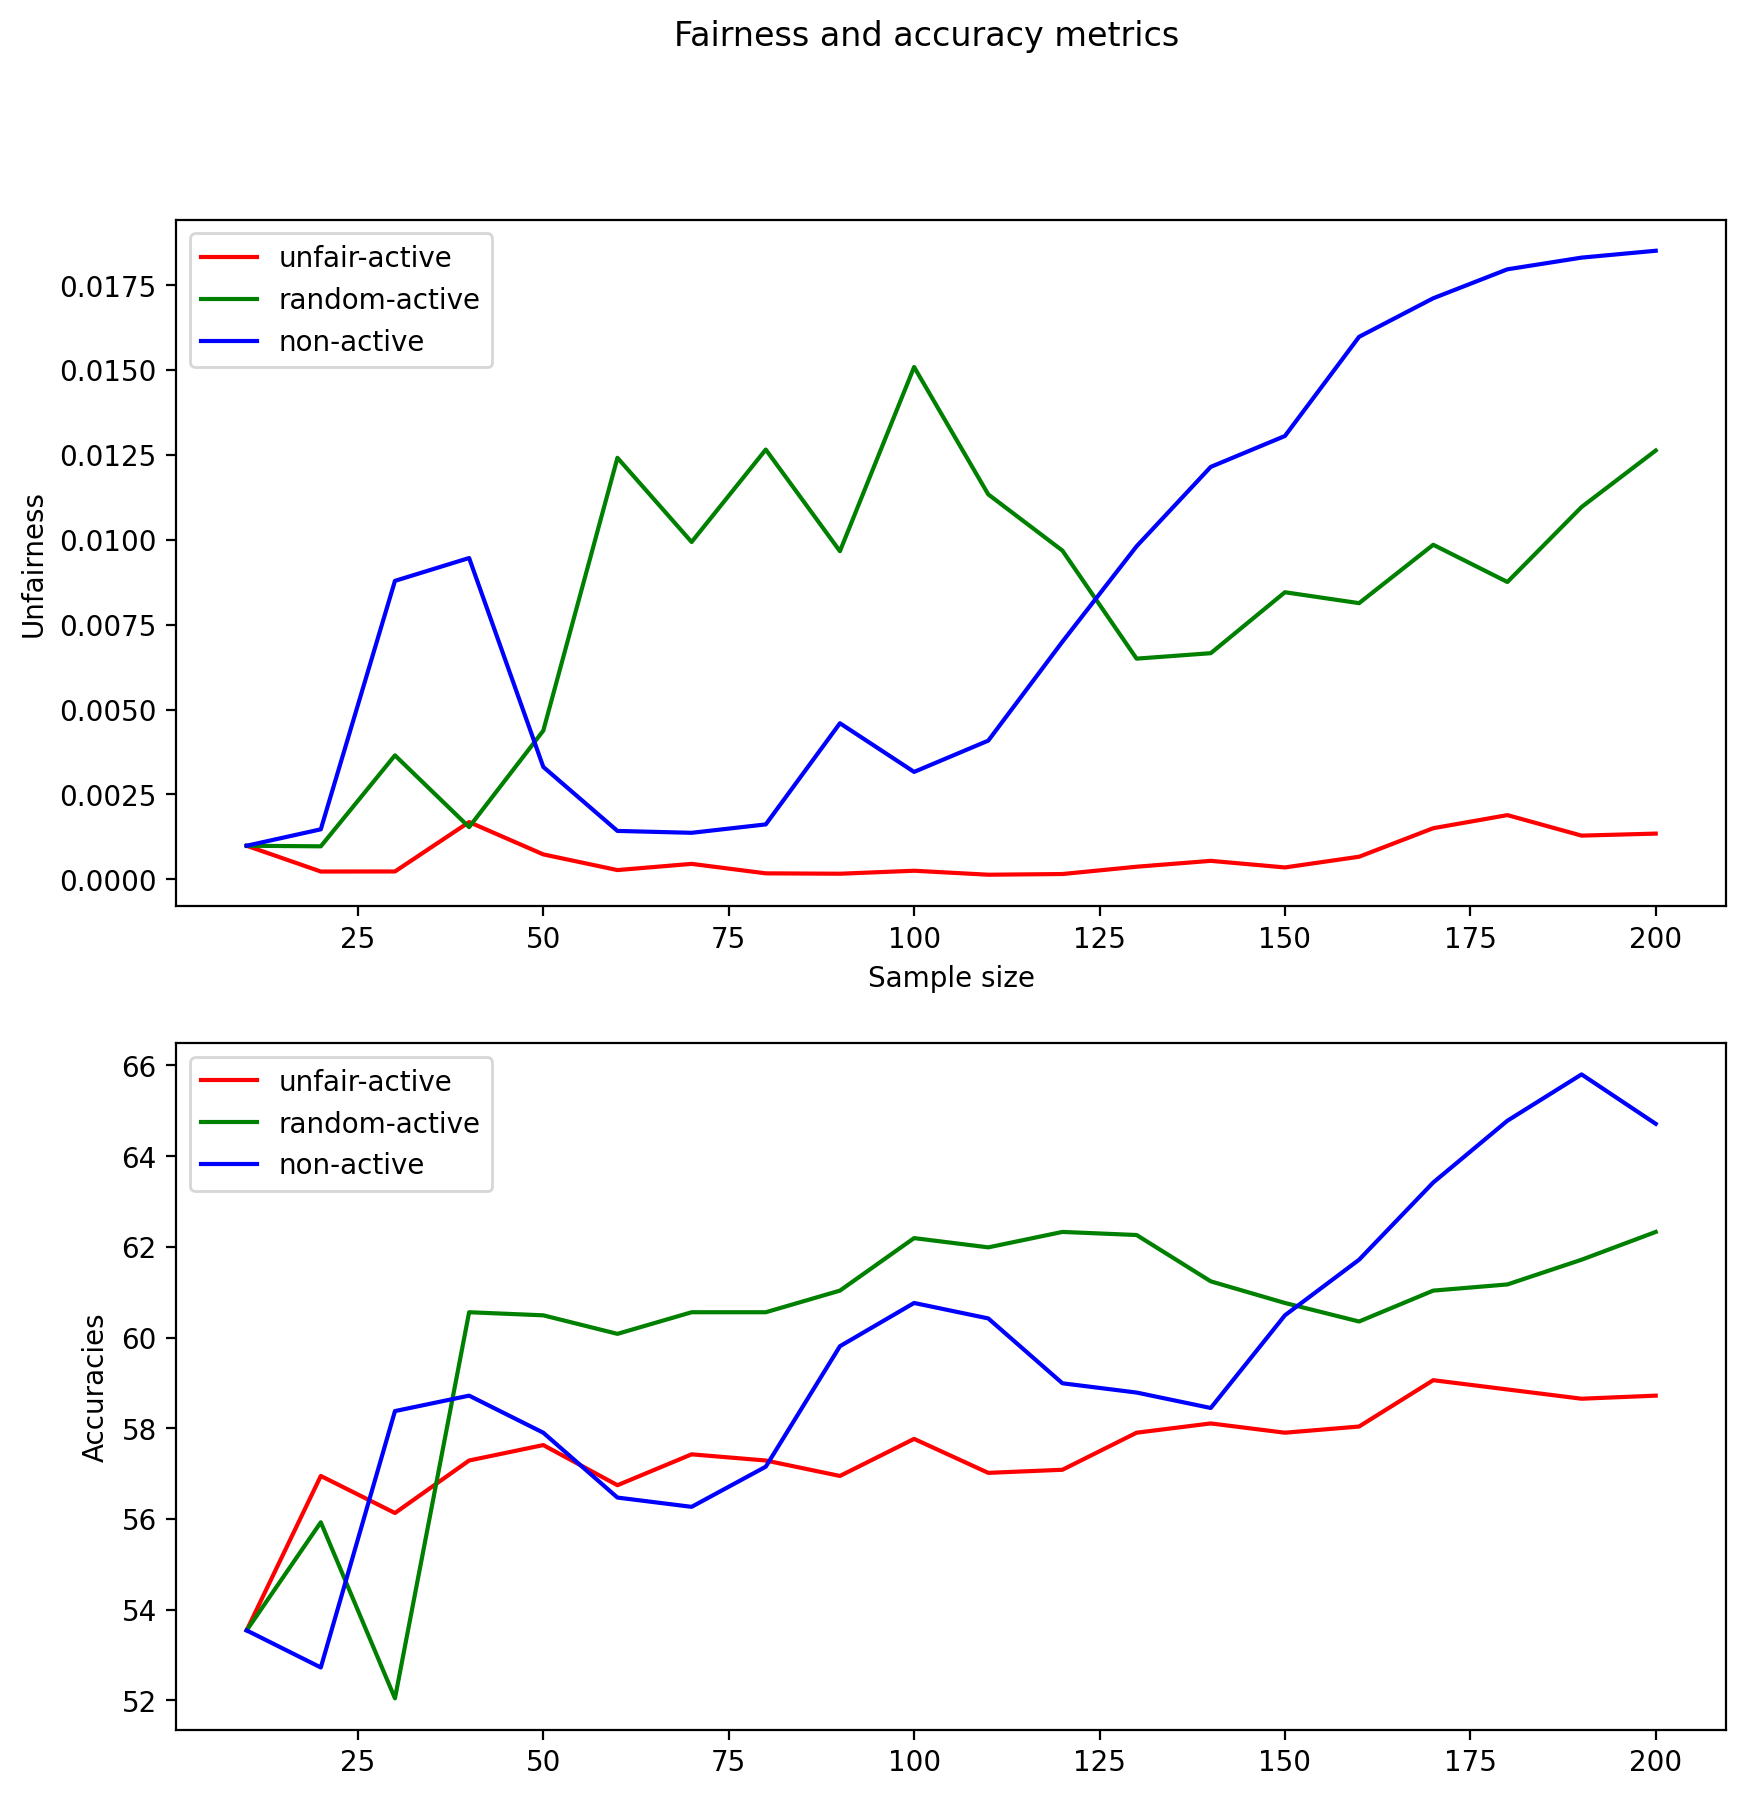 Fairness and accuracy metrics
unfair-active
random-active
non-active
0.0175
0.0150
0.0125
0.0100
0.0075
0.0050
0.0025
0.0000
Unfairness
25 50 75 100 125 150 175 200
Sample size
unfair-active
random-active
non-active
66
64
62
60
58
56
54
52
Accuracies
25 50 75 100 125 150 175 200